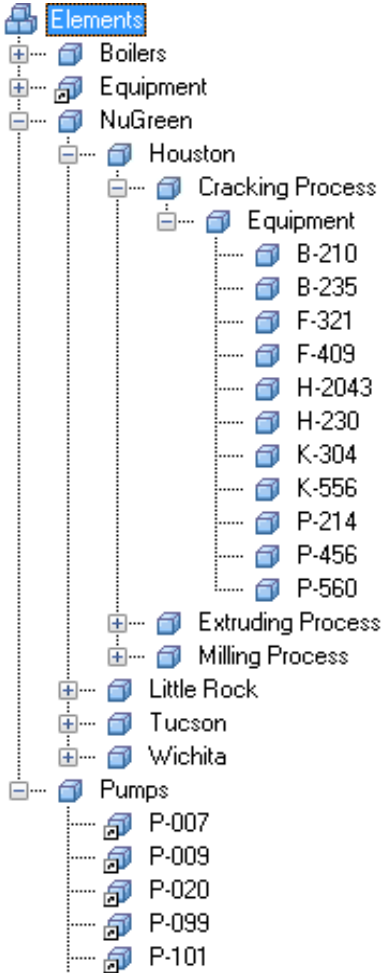 Elements
Boilers
Equipment
NuGreen
Houston
Cracking Process
Equipment
B-210
B-235
F-321
F-409
H-2043
H-230
K-304
K-556
P-214
P-456
P-560
Extruding Process
Milling Process
Little Rock
Tucson
Wichita
Pumps
P-007
P-009
P-020
P-099
P-101